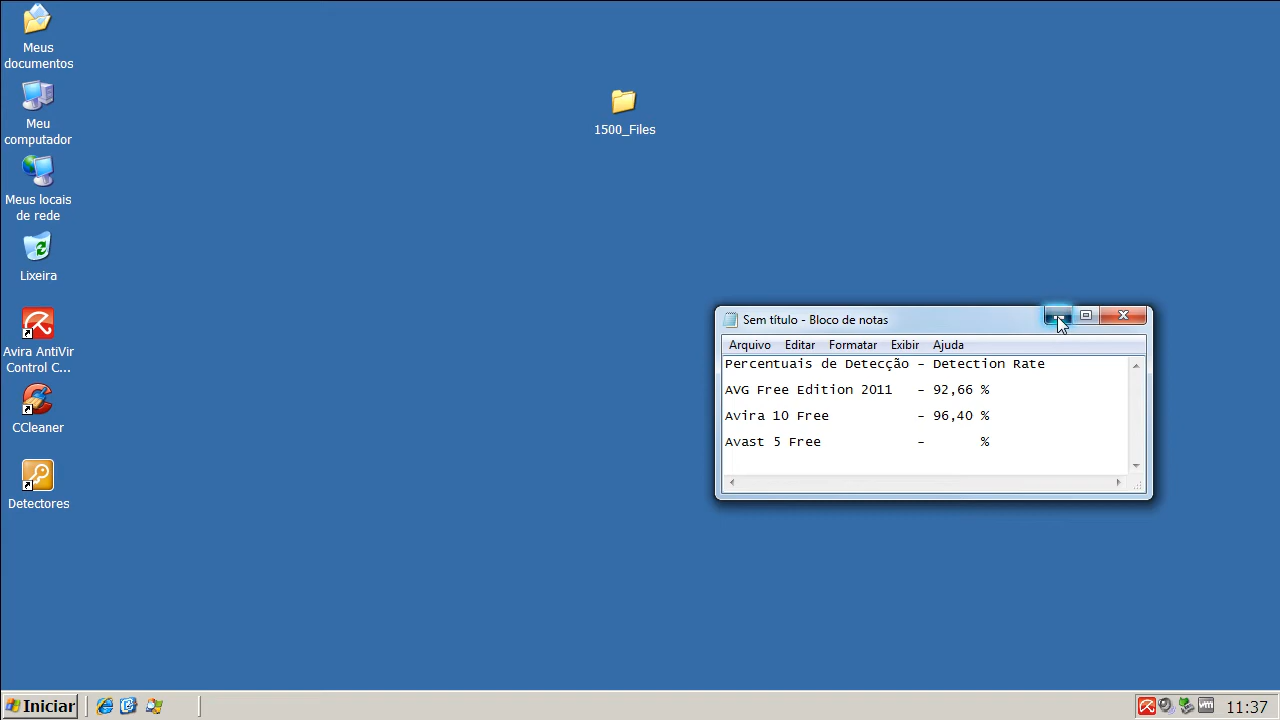 Meus
documentos
Meu
computador
Meus locais
de rede
Lixeira
Avira AntiVir
Control C...
CCleaner
Detectores
1500_Files
Sem título - Bloco de notas
Arquivo Editar Formatar Exibir Ajuda
Percentuais de Detecção - Detection Rate
AVG Free Edition 2011 - 92,66 %
Avira 10 Free - 96,40 %
Avast 5 Free - %
Iniciar
vm
11:37